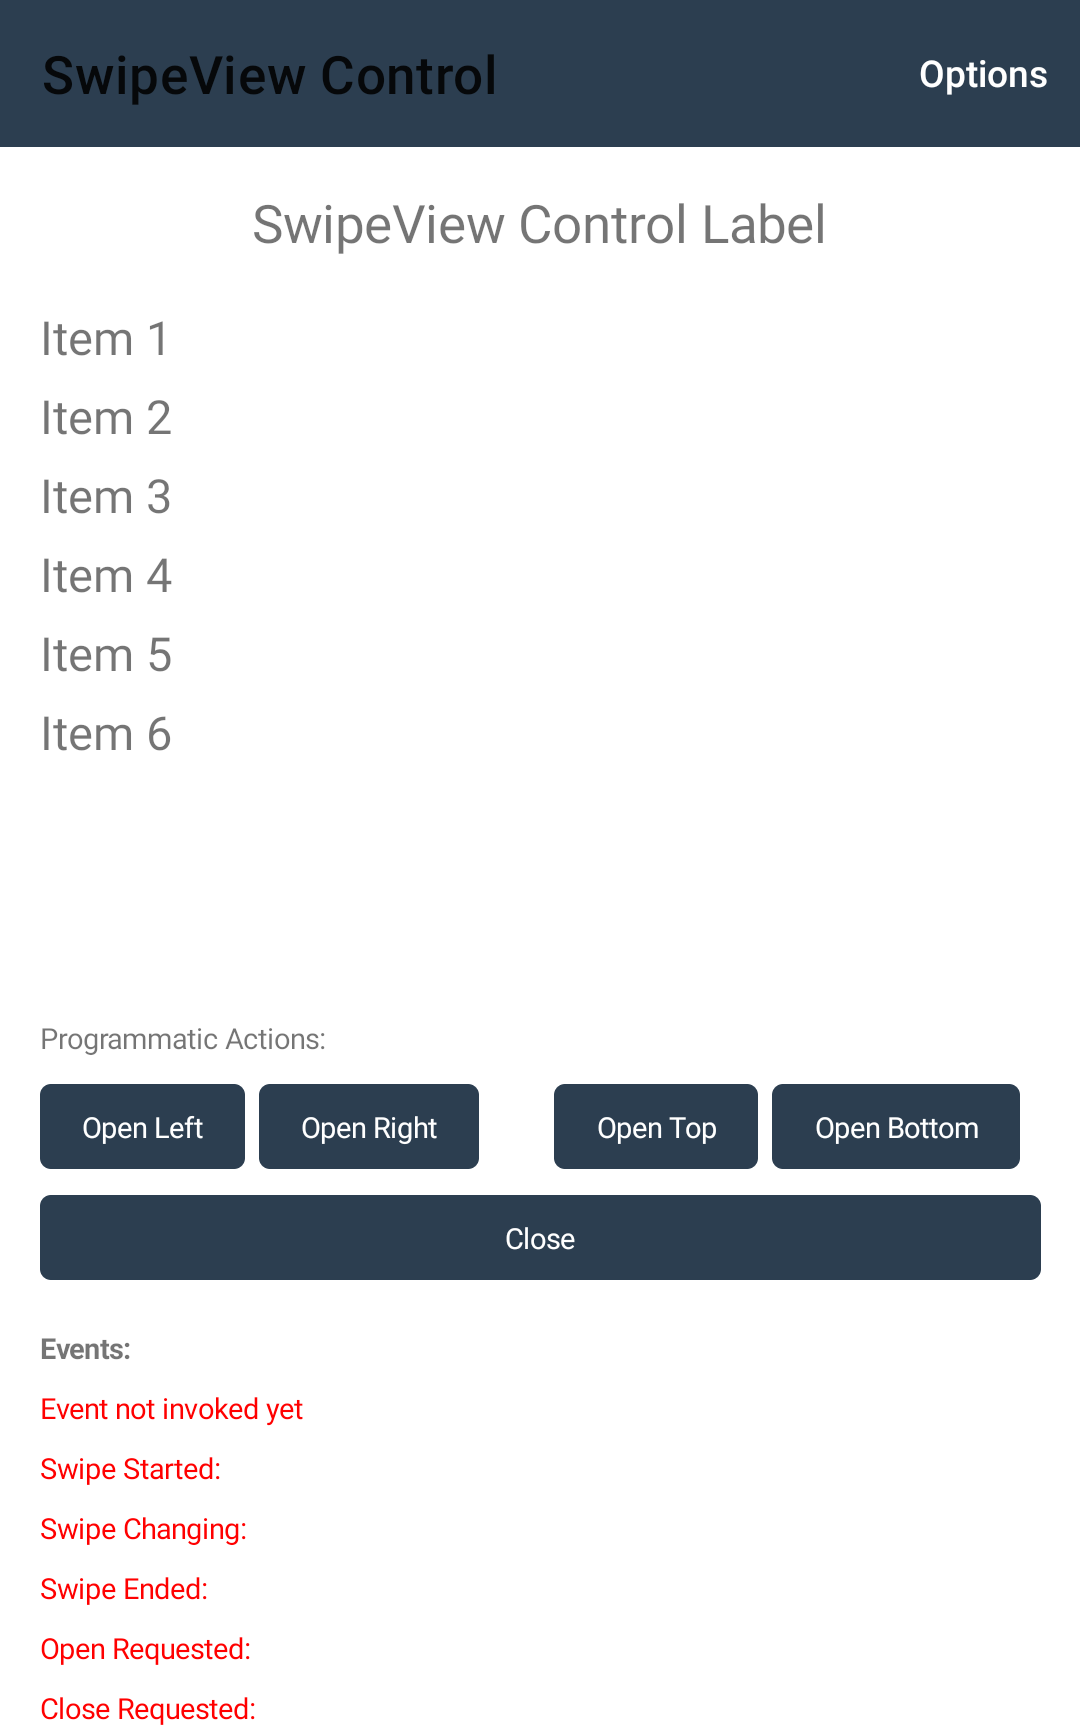 SwipeView Control
Options
SwipeView Control Label
Item 1
Item 2
Item 3
Item 4
Item 5
Item 6
Programmatic Actions:
Open Left
Open Right
Open Top
Open Bottom
Close
Events:
Event not invoked yet
Swipe Started:
Swipe Changing:
Swipe Ended:
Open Requested:
Close Requested: